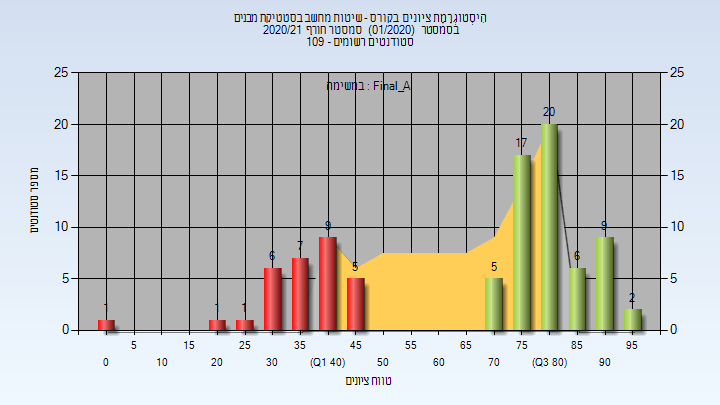 היסטוגרמת ציונים בקורס - שיטות מחשב בסטטיקת מבנים
בסמסטר (01/2020) סמסטר חורף 2020/21
סטודנטים רשומים - 109
במשימה : Final_A
25 25
20 20
15 15
10 10
5 5
0 0
מספר סטודנטים
1 1 1 6 7 9 5 5 17 20 6 9 2
5 15 25 35 45 55 65 75 85 95
0 10 20 30 (Q1 40) 50 60 70 (Q3 80) 90
טווח ציונים